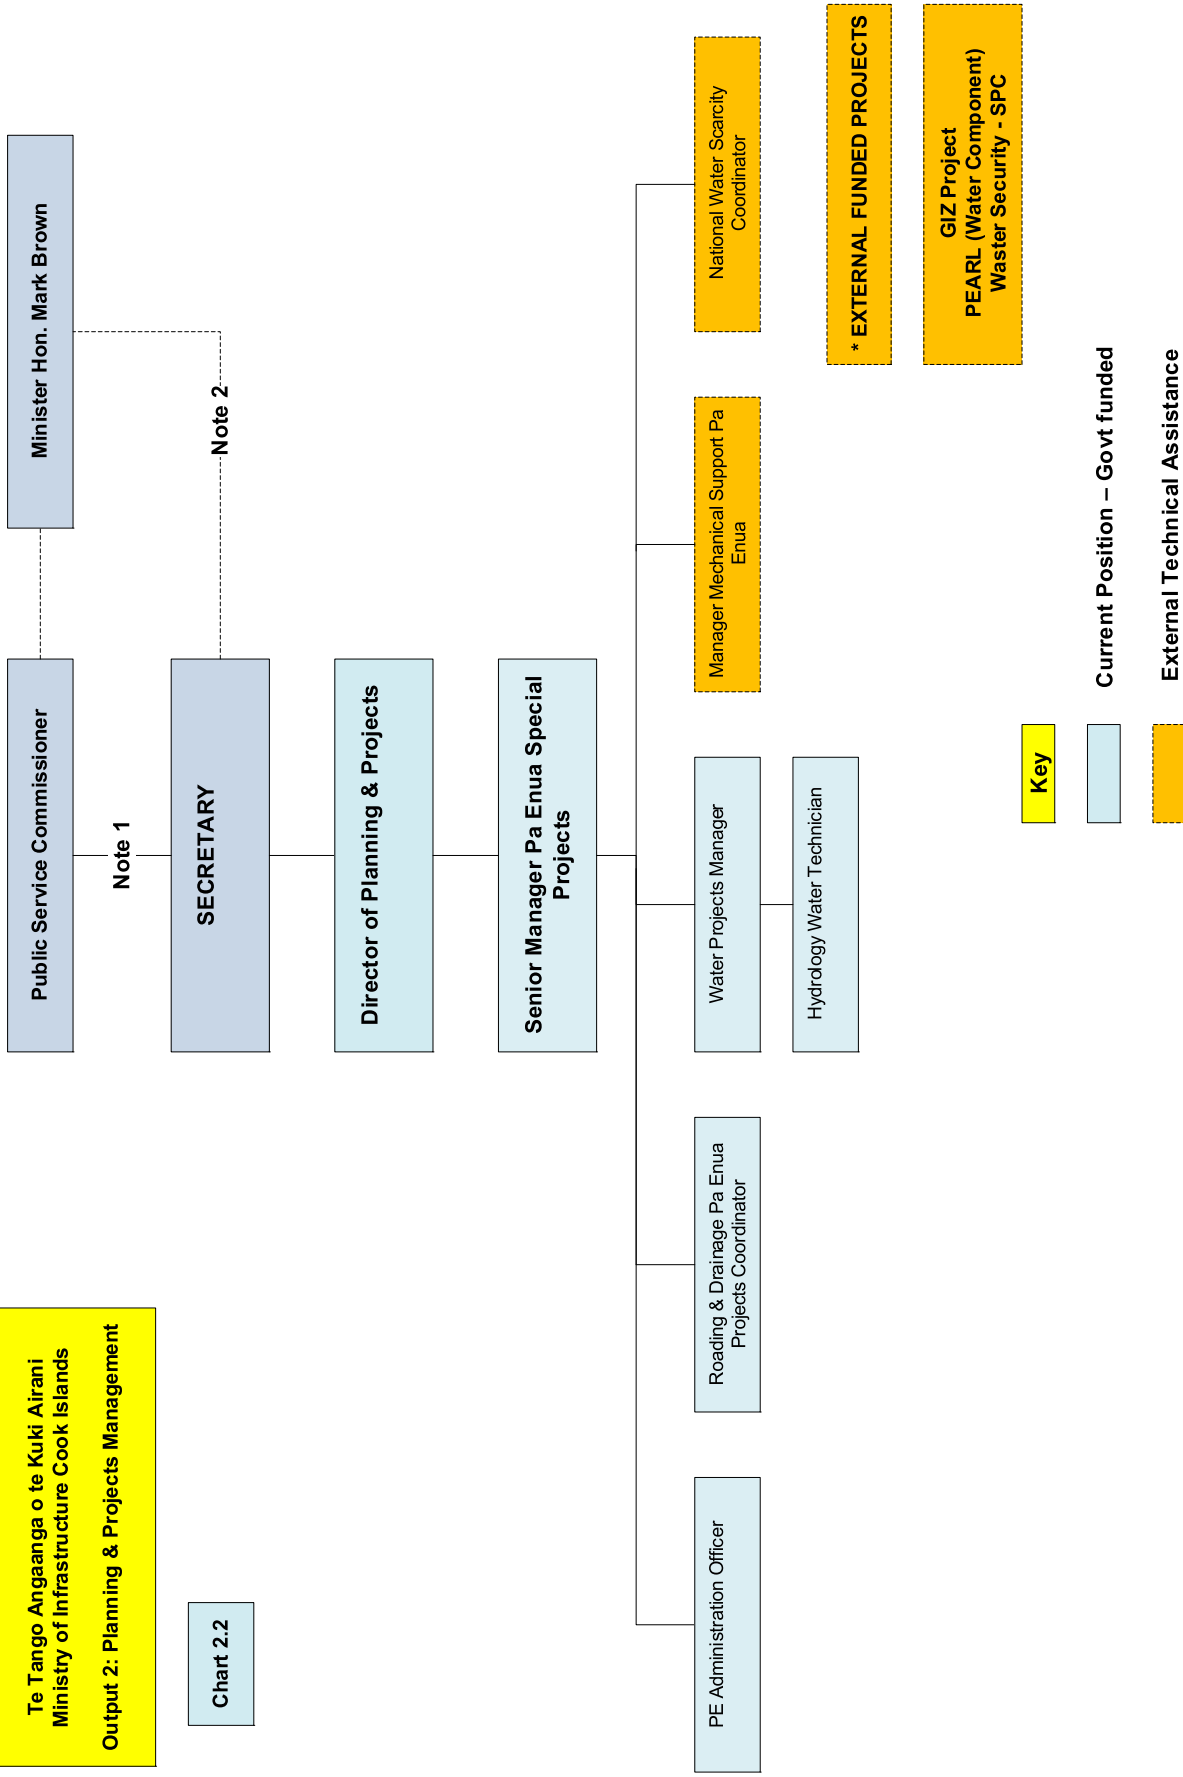 Te Tango Angaanga o te Kuki Airani
Ministry of Infrastructure Cook Islands
Output 2: Planning & Projects Management
Chart 2.2
Public Service Commissioner
Minister Hon. Mark Brown
Note 1
Note 2
SECRETARY
Director of Planning & Projects
Senior Manager Pa Enua Special
Projects
PE Administration Officer
Roading & Drainage Pa Enua
Projects Coordinator
Water Projects Manager
Manager Mechanical Support Pa
Enua
National Water Scarcity
Coordinator
Hydrology Water Technician
* EXTERNAL FUNDED PROJECTS
GIZ Project
PEARL (Water Component)
Waster Security - SPC
Key
Current Position – Govt funded
External Technical Assistance